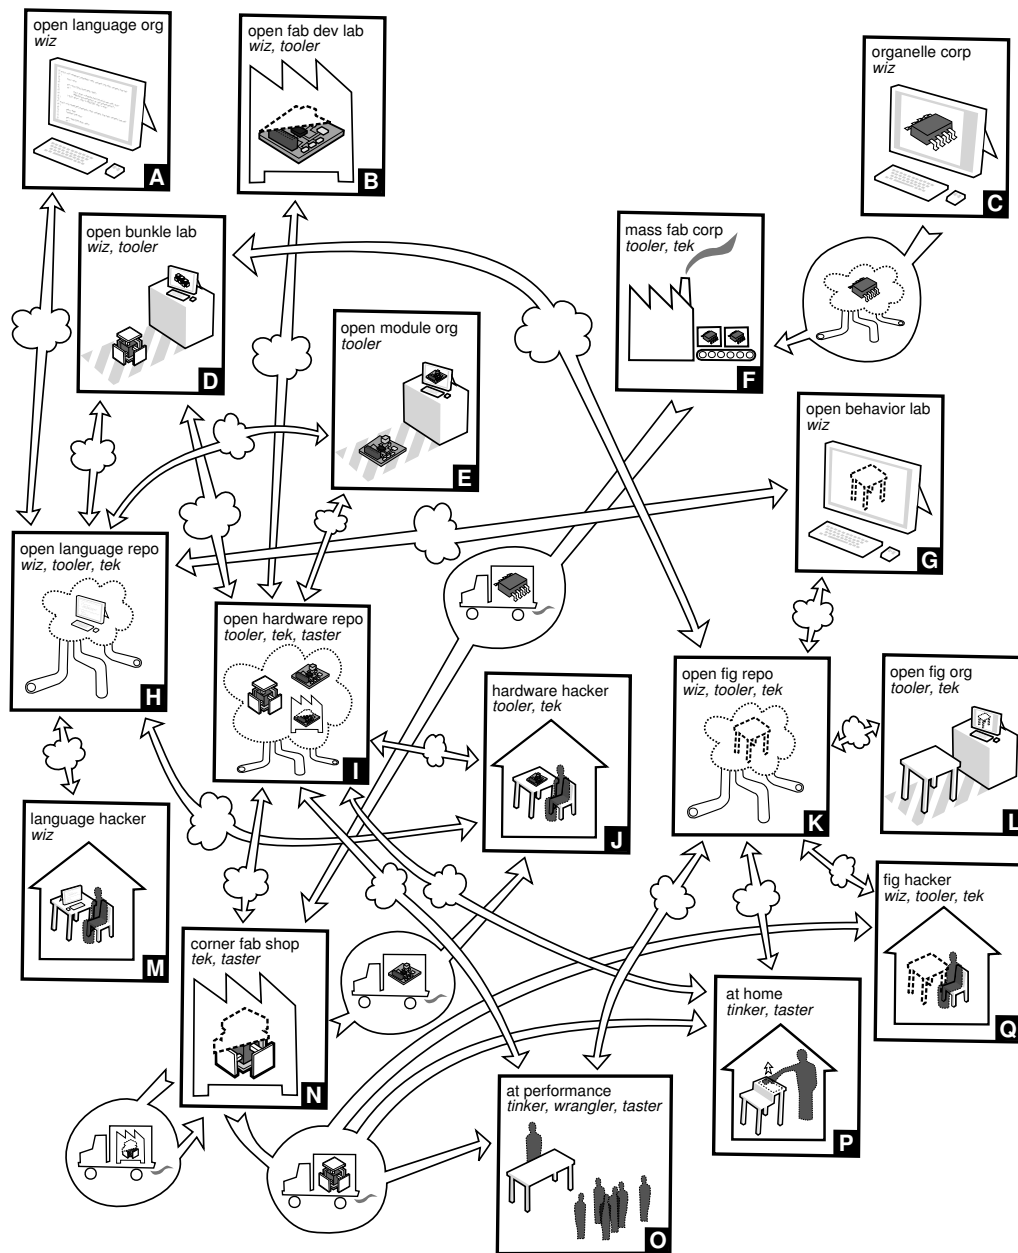 open language org
wiz
A
open fab dev lab
wiz, tooler
B
organelle corp
wiz
C
open bunkle lab
wiz, tooler
D
open module org
tooler
E
mass fab corp
tooler, tek
F
open behavior lab
wiz
G
open language repo
wiz, tooler, tek
H
open hardware repo
tooler, tek, taster
I
hardware hacker
tooler, tek
J
open fig repo
wiz, tooler, tek
K
open fig org
tooler, tek
L
language hacker
wiz
M
corner fab shop
tek, taster
N
at performance
tinker, wrangler, taster
O
at home
tinker, taster
P
fig hacker
wiz, tooler, tek
Q